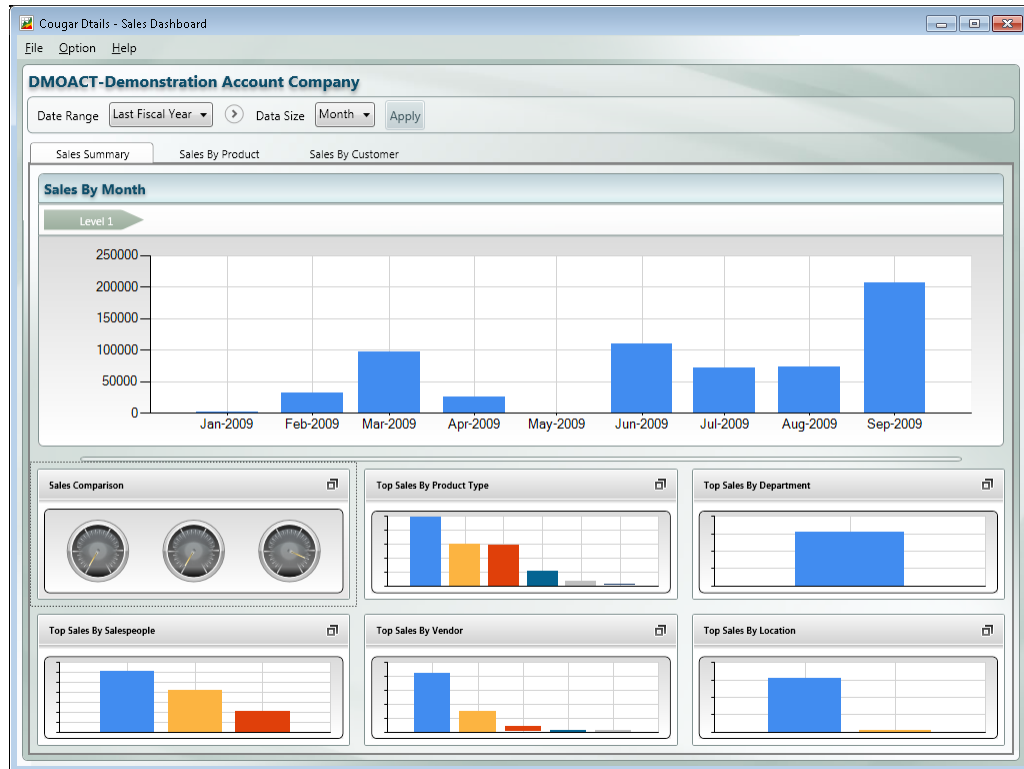 Cougar Dtails - Sales Dashboard
File Option Help
DMOACT-Demonstration Account Company
Date Range Last Fiscal Year Data Size Month Apply
Sales Summary Sales By Product Sales By Customer
Sales By Month
Level 1
250000
200000
150000
100000
50000
0
Jan-2009 Feb-2009 Mar-2009 Apr-2009 May-2009 Jun-2009 Jul-2009 Aug-2009 Sep-2009
Sales Comparison Top Sales By Product Type Top Sales By Department
Top Sales By Salespeople Top Sales By Vendor Top Sales By Location